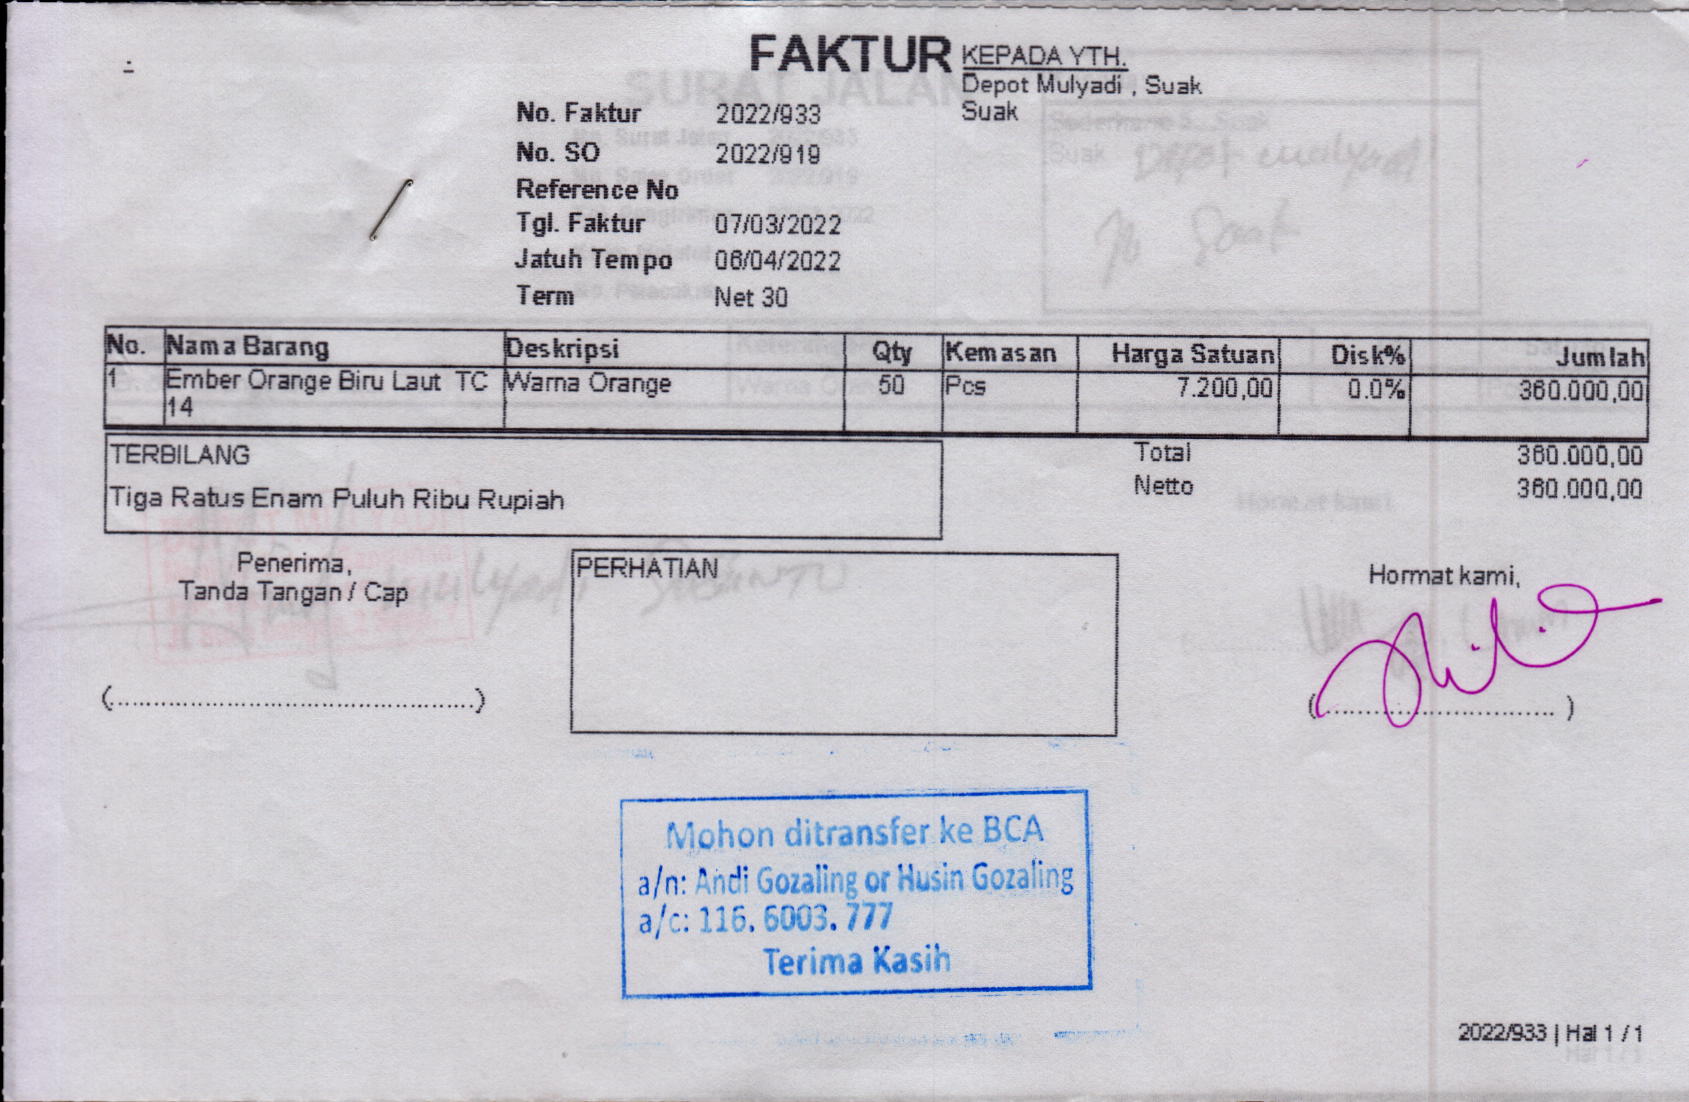 FAKTUR
KEPADA YTH.
Depot Mulyadi , Suak
Suak
No. Faktur 2022/933
No. SO 2022/919
Reference No
Tgl. Faktur 07/03/2022
Jatuh Tempo 06/04/2022
Term Net 30
No. Nama Barang Deskripsi Qty Kemasan Harga Satuan Disk% Jumlah
1 Ember Orange Biru Laut TC Warna Orange 50 Pcs 7.200,00 0.0% 360.000,00
14
TERBILANG
Tiga Ratus Enam Puluh Ribu Rupiah
Total 360.000,00
Netto 360.000,00
Penerima,
Tanda Tangan / Cap
PERHATIAN
Hormat kami,
(..................................................)
(................................ )
Mohon ditransfer ke BCA
a/n: Andi Gozaling or Husin Gozaling
a/c: 116. 6003. 777
Terima Kasih
2022/933 | Hal 1 / 1